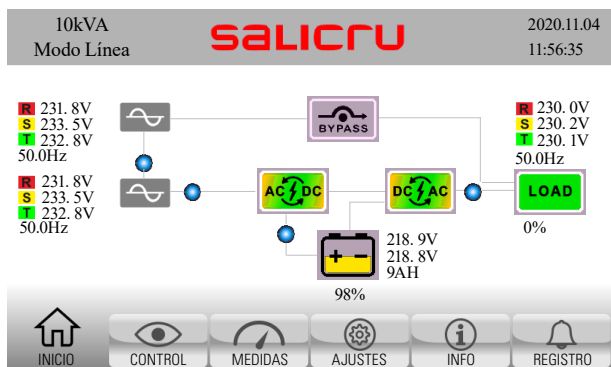 10kVA
Modo Línea
salicru
2020.11.04
11:56:35
R 231. 8V
S 233. 5V
T 232. 8V
50.0Hz
BYPASS
R 230. 0V
S 230. 2V
T 230. 1V
50.0Hz
R 231. 8V
S 233. 5V
T 232. 8V
50.0Hz
AC DC
DC AC
LOAD
0%
+ −
218. 9V
218. 8V
9AH
98%
INICIO
CONTROL
MEDIDAS
AJUSTES
i
INFO
REGISTRO